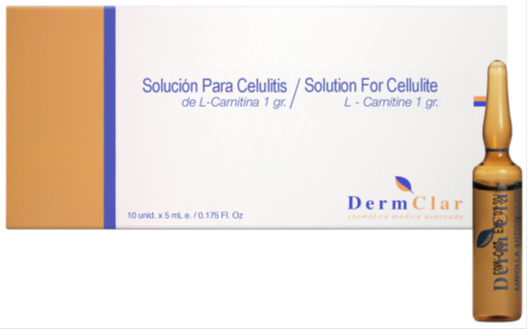 Solución Para Celulitis / Solution For Cellulite
de L-Carnitina 1 gr. L - Carnitine 1 gr.
DermClar
cosmética médica avanzada
10 unid. x 5 mL e. / 0.175 Fl. Oz
DermClar